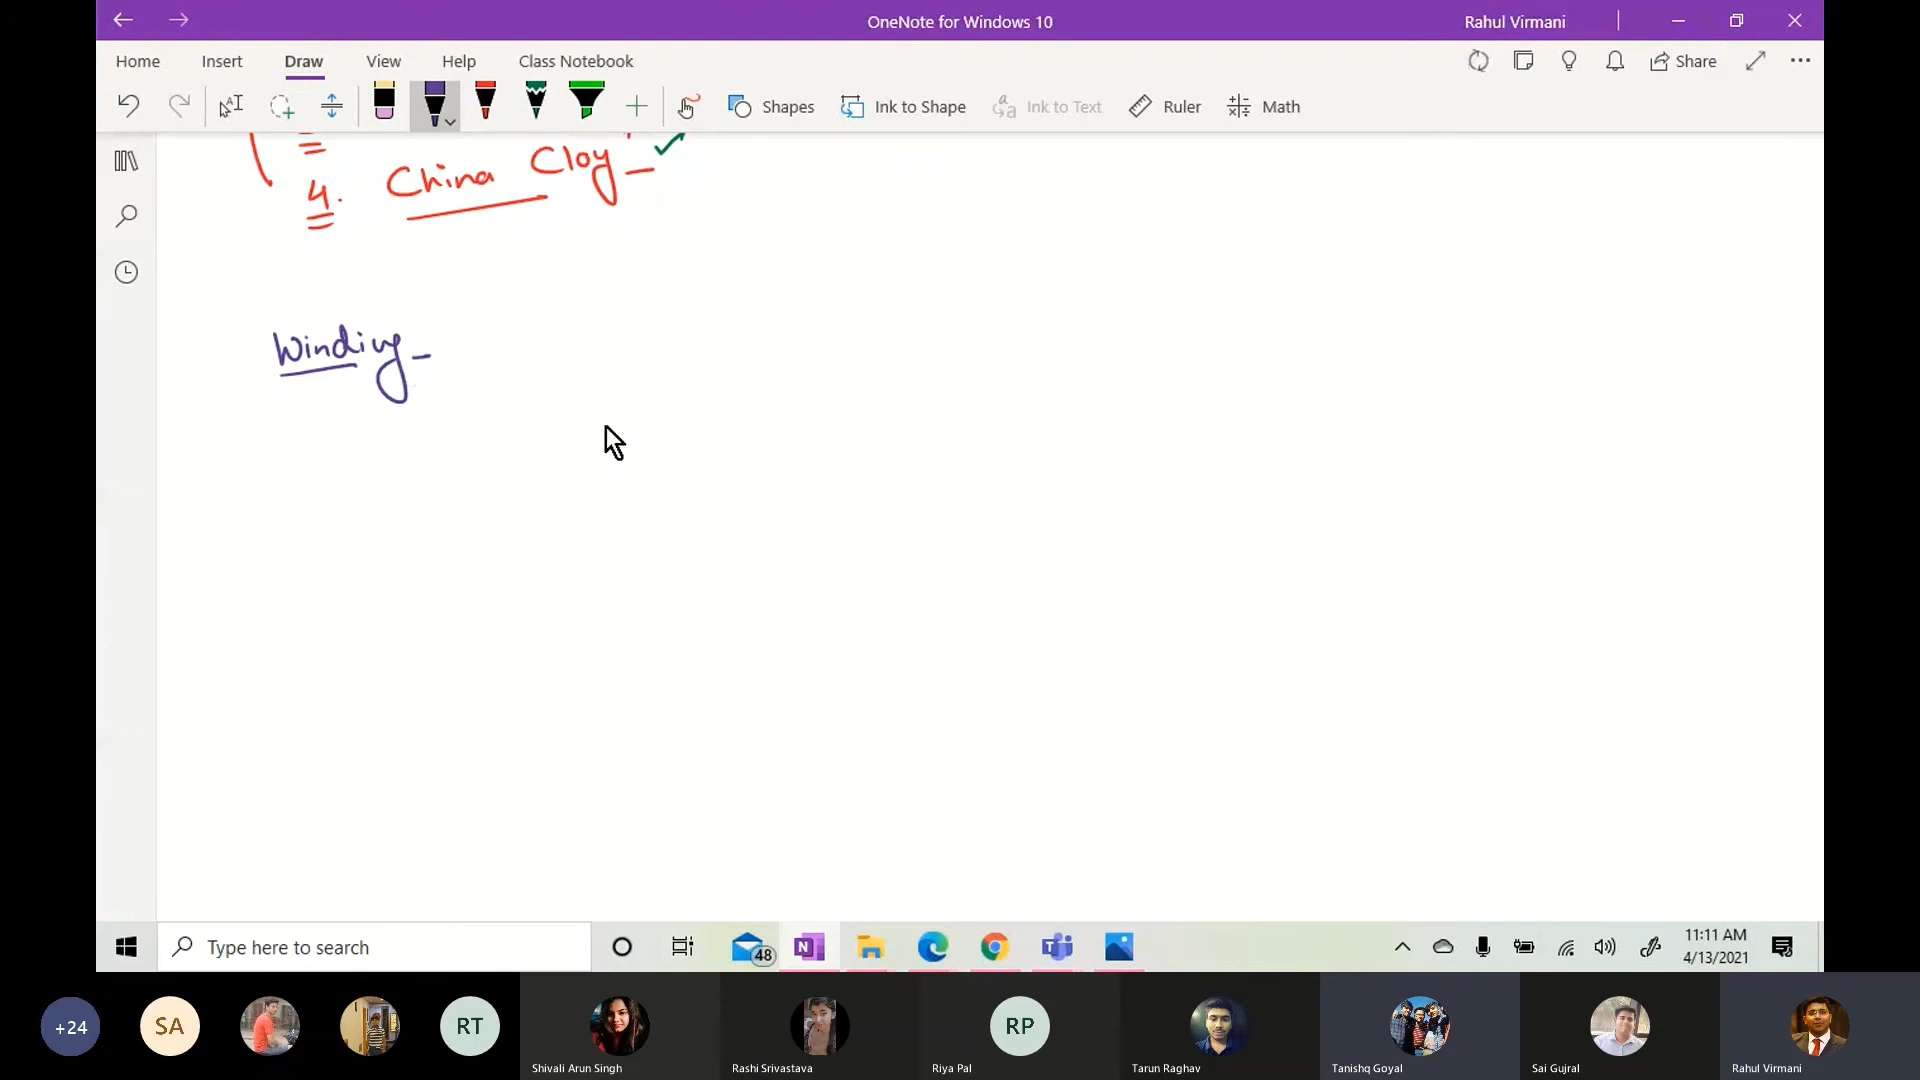 OneNote for Windows 10
Rahul Virmani
Home Insert Draw View Help Class Notebook
Share
Shapes Ink to Shape Ink to Text Ruler Math
4. China Clay -
Winding -
Type here to search
48
11:11 AM
4/13/2021
+24 SA RT RP
Shivali Arun Singh Rashi Srivastava Riya Pal Tarun Raghav Tanishq Goyal Sai Gujral Rahul Virmani